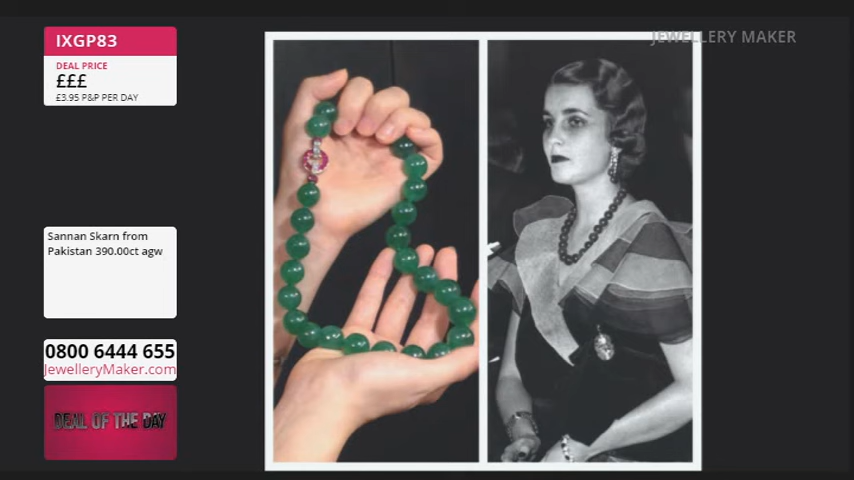 JEWELLERY MAKER
IXGP83
DEAL PRICE
£££
£3.95 P&P PER DAY
Sannan Skarn from
Pakistan 390.00ct agw
0800 6444 655
JewelleryMaker.com
DEAL OF THE DAY